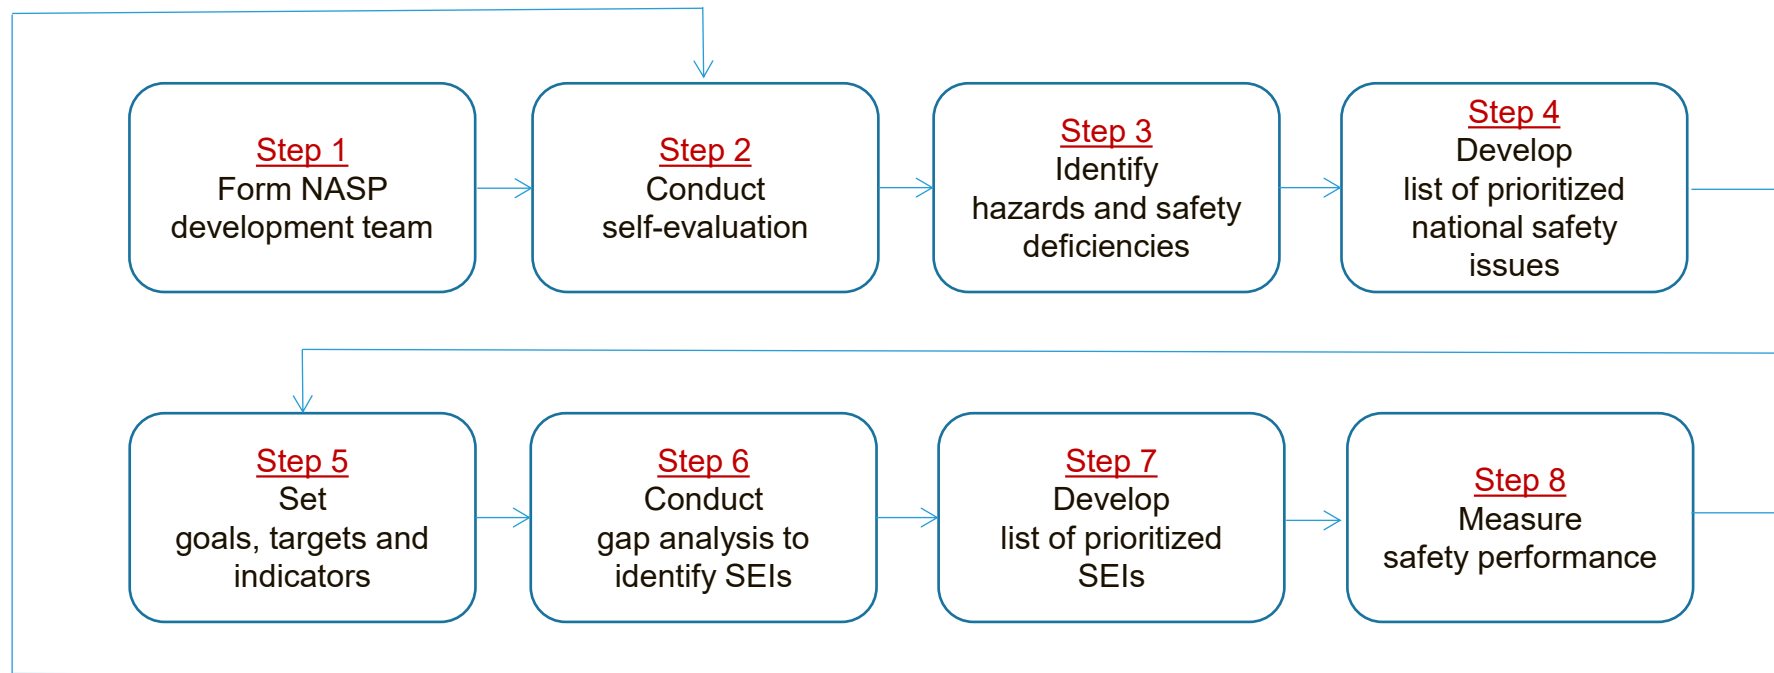 Step 1
Form NASP
development team
Step 2
Conduct
self-evaluation
Step 3
Identify
hazards and safety
deficiencies
Step 4
Develop
list of prioritized
national safety
issues
Step 5
Set
goals, targets and
indicators
Step 6
Conduct
gap analysis to
identify SEIs
Step 7
Develop
list of prioritized
SEIs
Step 8
Measure
safety performance